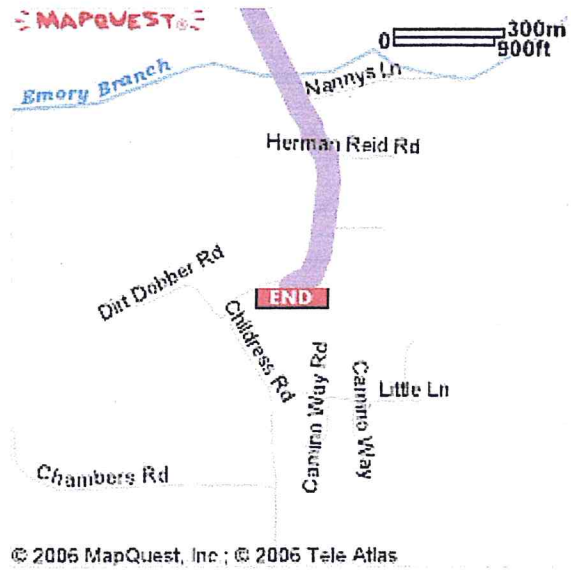 MAPQUEST®
300m
0
900ft
Emory Branch
Nannys Ln
Herman Reid Rd
Dirt Dobber Rd
END
Childress Rd
Camino Way Rd
Camino Way
Little Ln
Chambers Rd
© 2006 MapQuest, Inc.; © 2006 Tele Atlas